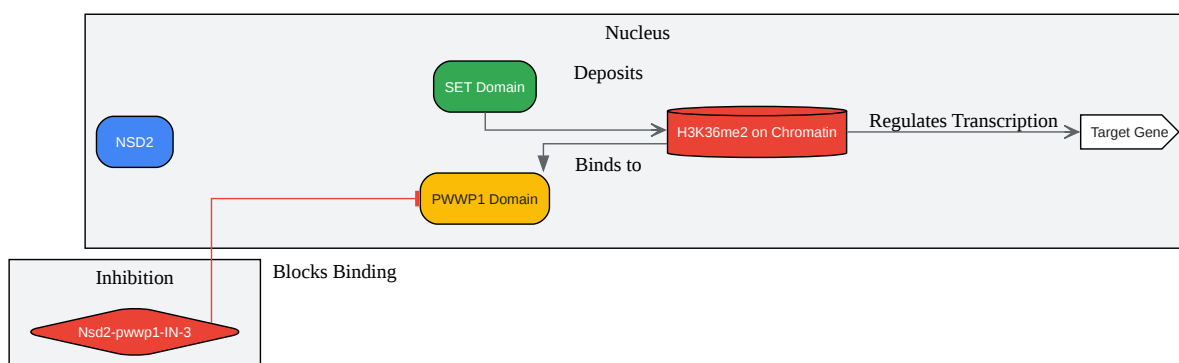 Nucleus
SET Domain
Deposits
NSD2
H3K36me2 on Chromatin
Regulates Transcription
Target Gene
Binds to
PWWP1 Domain
Inhibition
Blocks Binding
Nsd2-pwwp1-IN-3